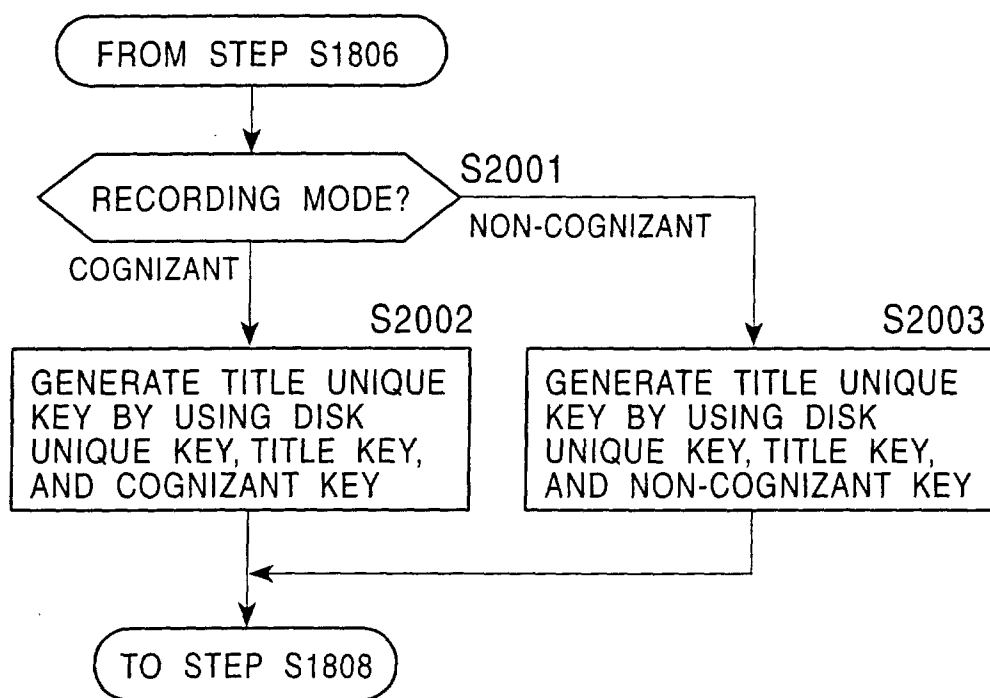 FROM STEP S1806
RECORDING MODE?
S2001
NON-COGNIZANT
COGNIZANT
S2002
GENERATE TITLE UNIQUE
KEY BY USING DISK
UNIQUE KEY, TITLE KEY,
AND COGNIZANT KEY
S2003
GENERATE TITLE UNIQUE
KEY BY USING DISK
UNIQUE KEY, TITLE KEY,
AND NON-COGNIZANT KEY
TO STEP S1808